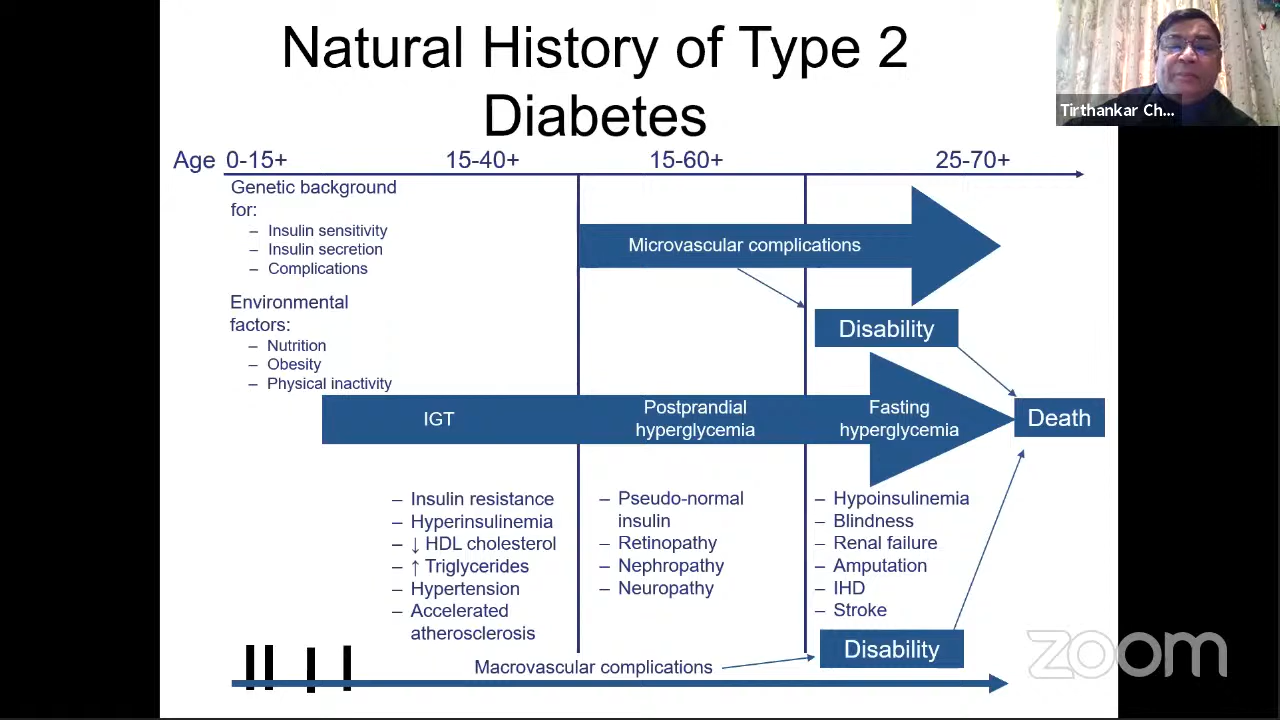 Natural History of Type 2
Diabetes
Tirthankar Ch...
Age 0-15+ 15-40+ 15-60+ 25-70+
Genetic background
for:
– Insulin sensitivity
– Insulin secretion
– Complications
Microvascular complications
Environmental
factors:
– Nutrition
– Obesity
– Physical inactivity
Disability
IGT
Postprandial
hyperglycemia
Fasting
hyperglycemia
Death
– Insulin resistance
– Hyperinsulinemia
– ↓ HDL cholesterol
– ↑ Triglycerides
– Hypertension
– Accelerated
atherosclerosis
– Pseudo-normal
insulin
– Retinopathy
– Nephropathy
– Neuropathy
– Hypoinsulinemia
– Blindness
– Renal failure
– Amputation
– IHD
– Stroke
Disability
Macrovascular complications
zoom